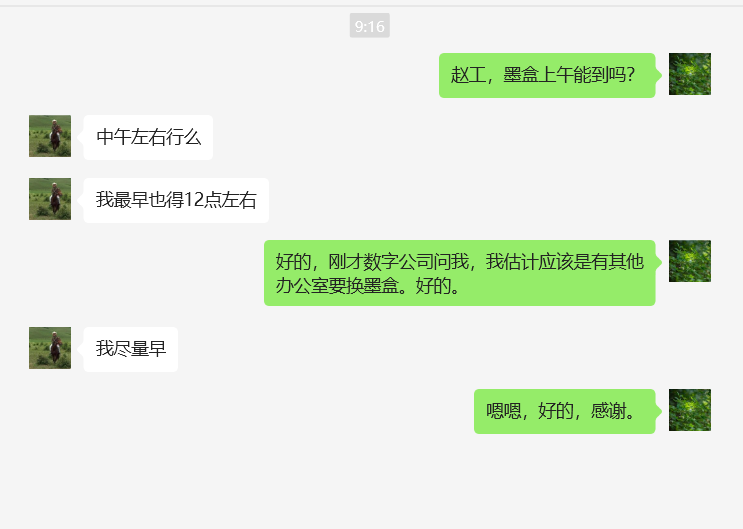 9:16
赵工，墨盒上午能到吗？
中午左右行么
我最早也得12点左右
好的，刚才数字公司问我，我估计应该是有其他
办公室要换墨盒。好的。
我尽量早
嗯嗯，好的，感谢。